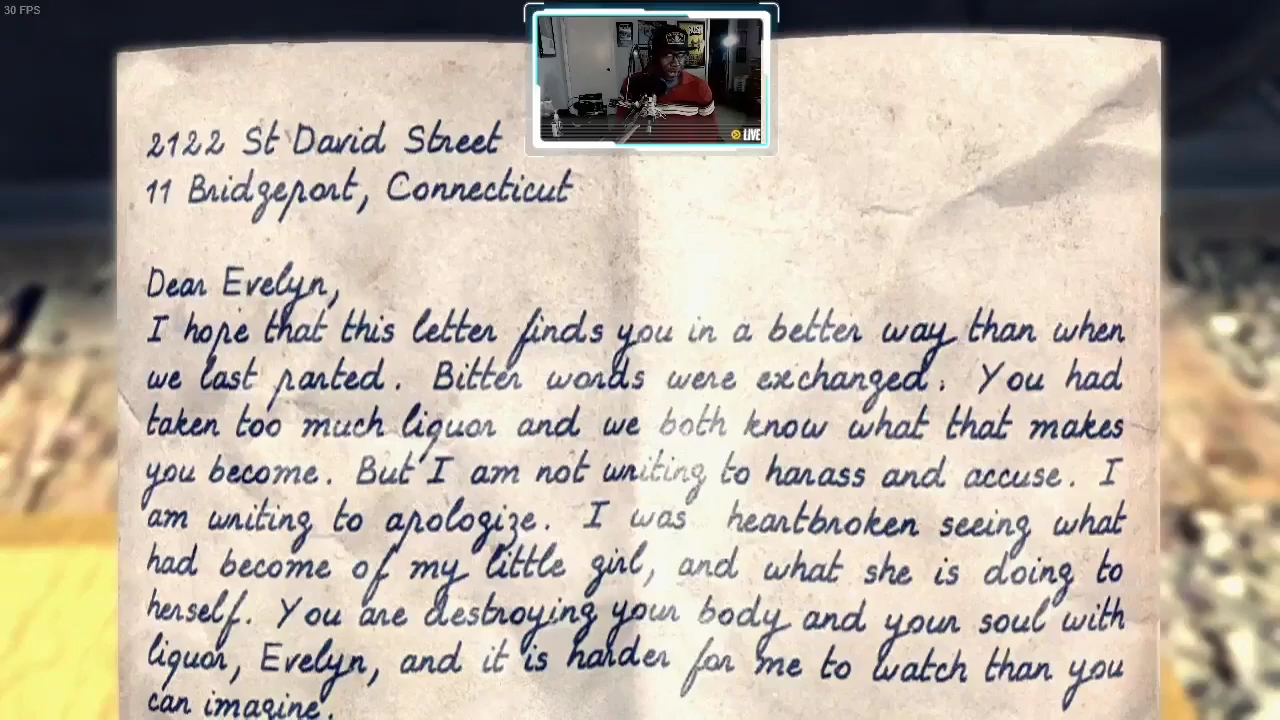 30 FPS
LIVE
2122 St David Street
11 Bridgeport, Connecticut
Dear Evelyn,
I hope that this letter finds you in a better way than when
we last parted. Bitter words were exchanged. You had
taken too much liquor and we both know what that makes
you become. But I am not writing to harass and accuse. I
am writing to apologize. I was heartbroken seeing what
had become of my little girl, and what she is doing to
herself. You are destroying your body and your soul with
liquor, Evelyn, and it is harder for me to watch than you
can imagine.